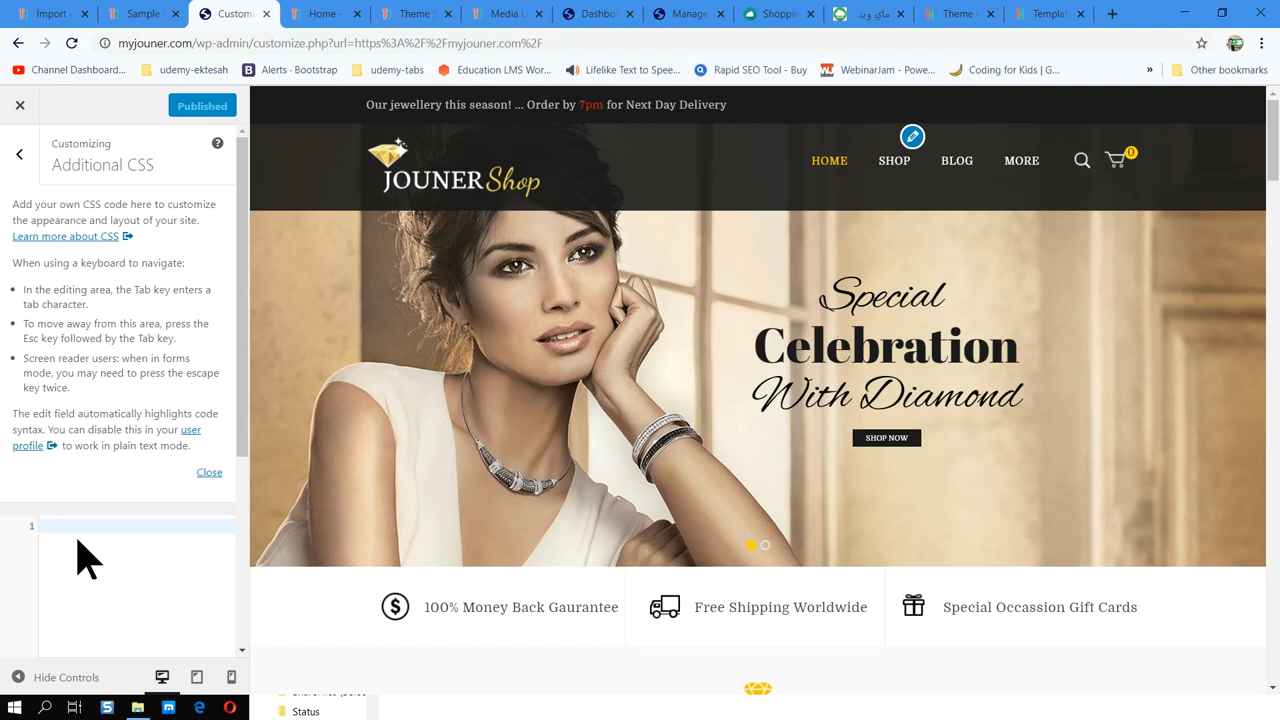 Import -
Sample
Customi
Home -
Theme S
Media L
Dashbo
Manage
Shoppin
ماي ويـ
Theme
Templat
myjouner.com/wp-admin/customize.php?url=https%3A%2F%2Fmyjouner.com%2F
Channel Dashboard...
udemy-ektesah
Alerts · Bootstrap
udemy-tabs
Education LMS Wor...
Lifelike Text to Spee...
Rapid SEO Tool - Buy
WebinarJam - Powe...
Coding for Kids | G...
»
Other bookmarks
Published
Customizing
Additional CSS
Add your own CSS code here to customize
the appearance and layout of your site.
Learn more about CSS
When using a keyboard to navigate:
• In the editing area, the Tab key enters a
tab character.
• To move away from this area, press the
Esc key followed by the Tab key.
• Screen reader users: when in forms
mode, you may need to press the escape
key twice.
The edit field automatically highlights code
syntax. You can disable this in your user
profile to work in plain text mode.
Close
1
Hide Controls
Our jewellery this season! ... Order by 7pm for Next Day Delivery
JOUNER Shop
HOME
SHOP
BLOG
MORE
0
Special
Celebration
With Diamond
SHOP NOW
100% Money Back Gaurantee
Free Shipping Worldwide
Special Occassion Gift Cards
Status